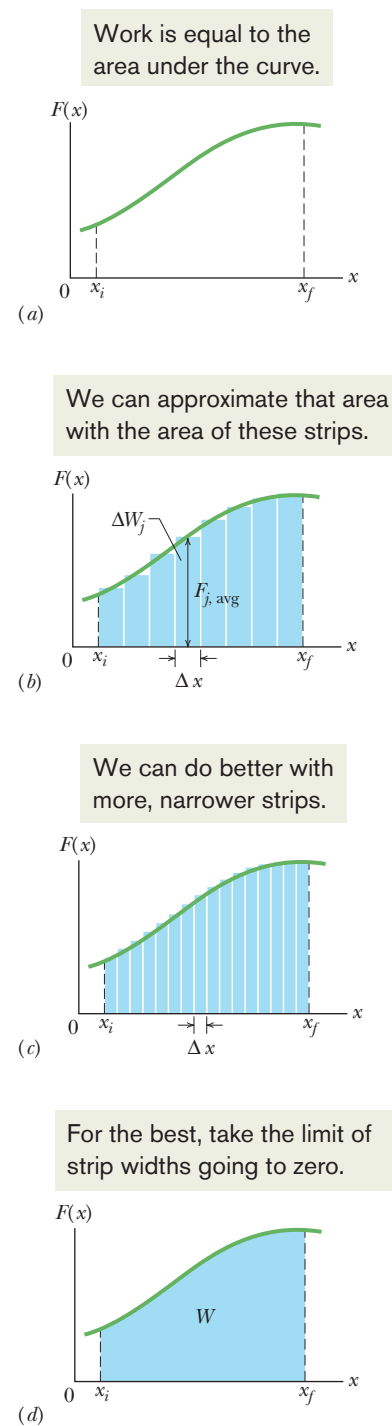 Work is equal to the
area under the curve.
F(x)
0
x_i
x_f
x
(a)
We can approximate that area
with the area of these strips.
F(x)
ΔW_j
F_j, avg
0
x_i
x_f
x
Δx
(b)
We can do better with
more, narrower strips.
F(x)
0
x_i
x_f
x
Δx
(c)
For the best, take the limit of
strip widths going to zero.
F(x)
W
0
x_i
x_f
x
(d)